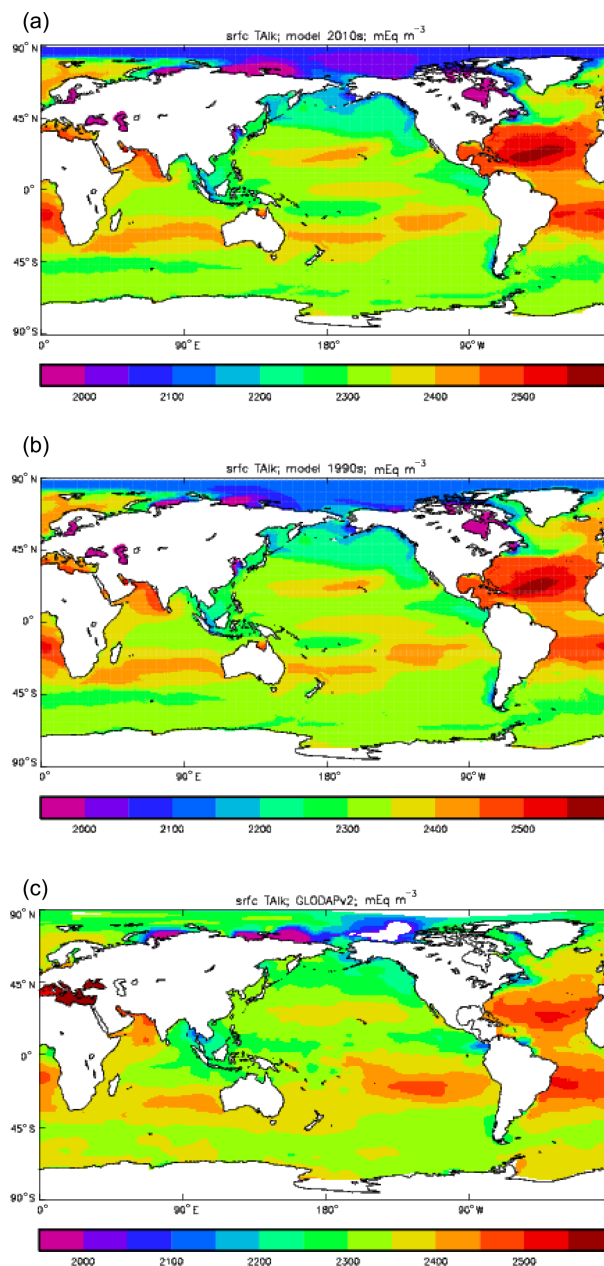 (a)
srfc TAlk; model 2010s; mEq m⁻³
90°N
45°N
0°
45°S
90°S
0° 90°E 180° 90°W
2000 2100 2200 2300 2400 2500
(b)
srfc TAlk; model 1990s; mEq m⁻³
90°N
45°N
0°
45°S
90°S
0° 90°E 180° 90°W
2000 2100 2200 2300 2400 2500
(c)
srfc TAlk; GLODAPv2; mEq m⁻³
90°N
45°N
0°
45°S
90°S
0° 90°E 180° 90°W
2000 2100 2200 2300 2400 2500